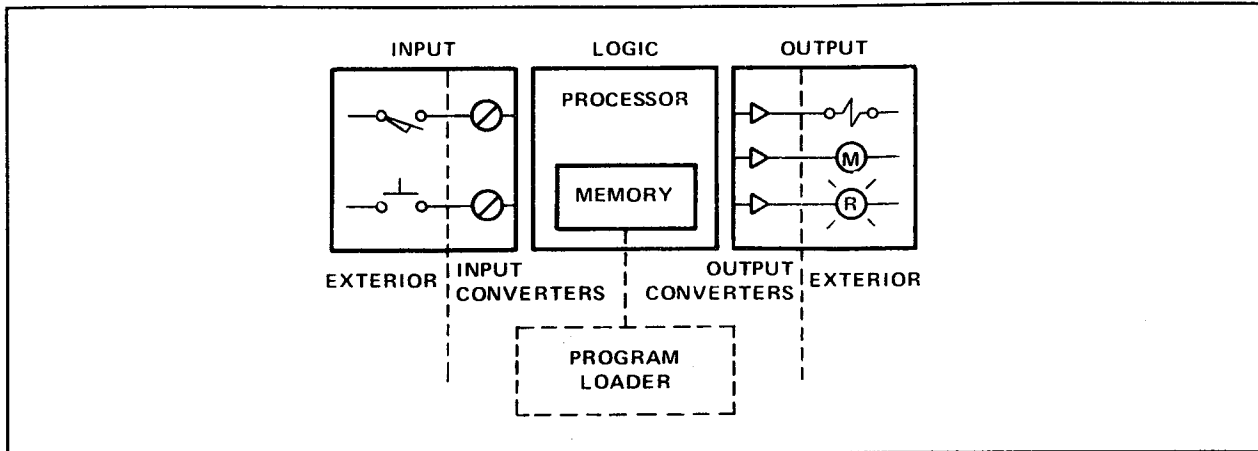 INPUT
LOGIC
OUTPUT
PROCESSOR
MEMORY
M
R
EXTERIOR
INPUT
CONVERTERS
OUTPUT
CONVERTERS
EXTERIOR
PROGRAM
LOADER